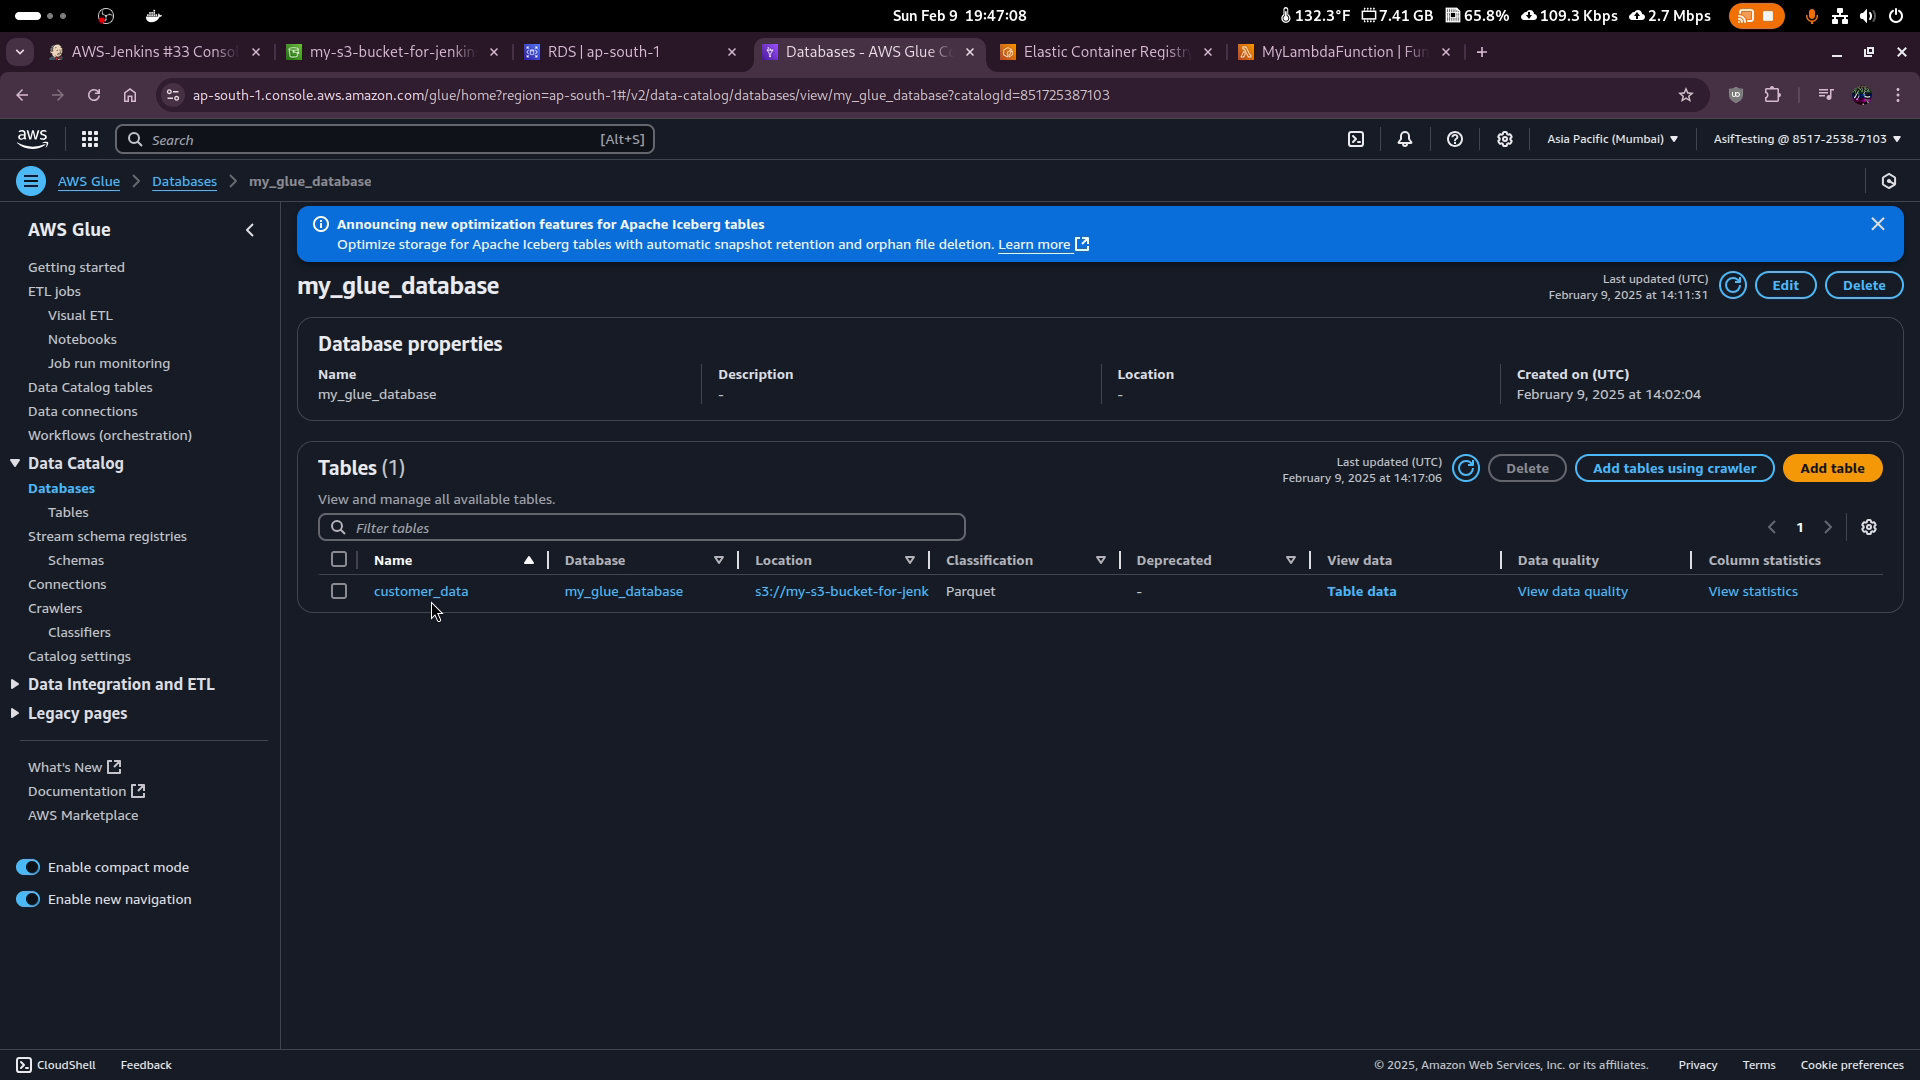 Sun Feb 9 19:47:08
132.3°F 7.41 GB 65.8% 109.3 Kbps 2.7 Mbps
AWS-Jenkins #33 Conso
my-s3-bucket-for-jenkin
RDS | ap-south-1
Databases - AWS Glue C
Elastic Container Registr
MyLambdaFunction | Fun
ap-south-1.console.aws.amazon.com/glue/home?region=ap-south-1#/v2/data-catalog/databases/view/my_glue_database?catalogId=851725387103
aws
Search [Alt+S]
Asia Pacific (Mumbai)
AsifTesting @ 8517-2538-7103
AWS Glue
Databases
my_glue_database
AWS Glue
Getting started
ETL jobs
Visual ETL
Notebooks
Job run monitoring
Data Catalog tables
Data connections
Workflows (orchestration)
Data Catalog
Databases
Tables
Stream schema registries
Schemas
Connections
Crawlers
Classifiers
Catalog settings
Data Integration and ETL
Legacy pages
What's New
Documentation
AWS Marketplace
Enable compact mode
Enable new navigation
Announcing new optimization features for Apache Iceberg tables
Optimize storage for Apache Iceberg tables with automatic snapshot retention and orphan file deletion. Learn more
my_glue_database
Last updated (UTC)
February 9, 2025 at 14:11:31
Edit
Delete
Database properties
Name Description Location Created on (UTC)
my_glue_database - - February 9, 2025 at 14:02:04
Tables (1)
Last updated (UTC)
February 9, 2025 at 14:17:06
Delete
Add tables using crawler
Add table
View and manage all available tables.
Filter tables
1
Name Database Location Classification Deprecated View data Data quality Column statistics
customer_data my_glue_database s3://my-s3-bucket-for-jenk Parquet - Table data View data quality View statistics
CloudShell Feedback © 2025, Amazon Web Services, Inc. or its affiliates. Privacy Terms Cookie preferences